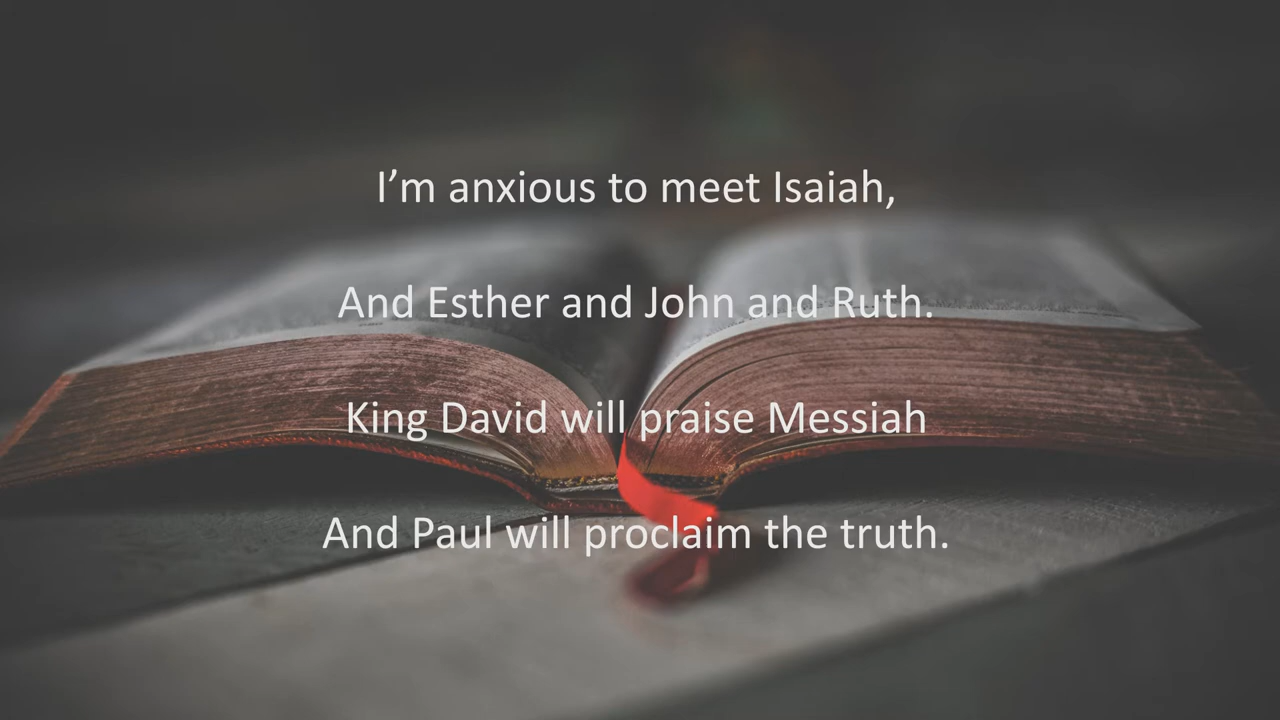 I’m anxious to meet Isaiah,
And Esther and John and Ruth.
King David will praise Messiah
And Paul will proclaim the truth.